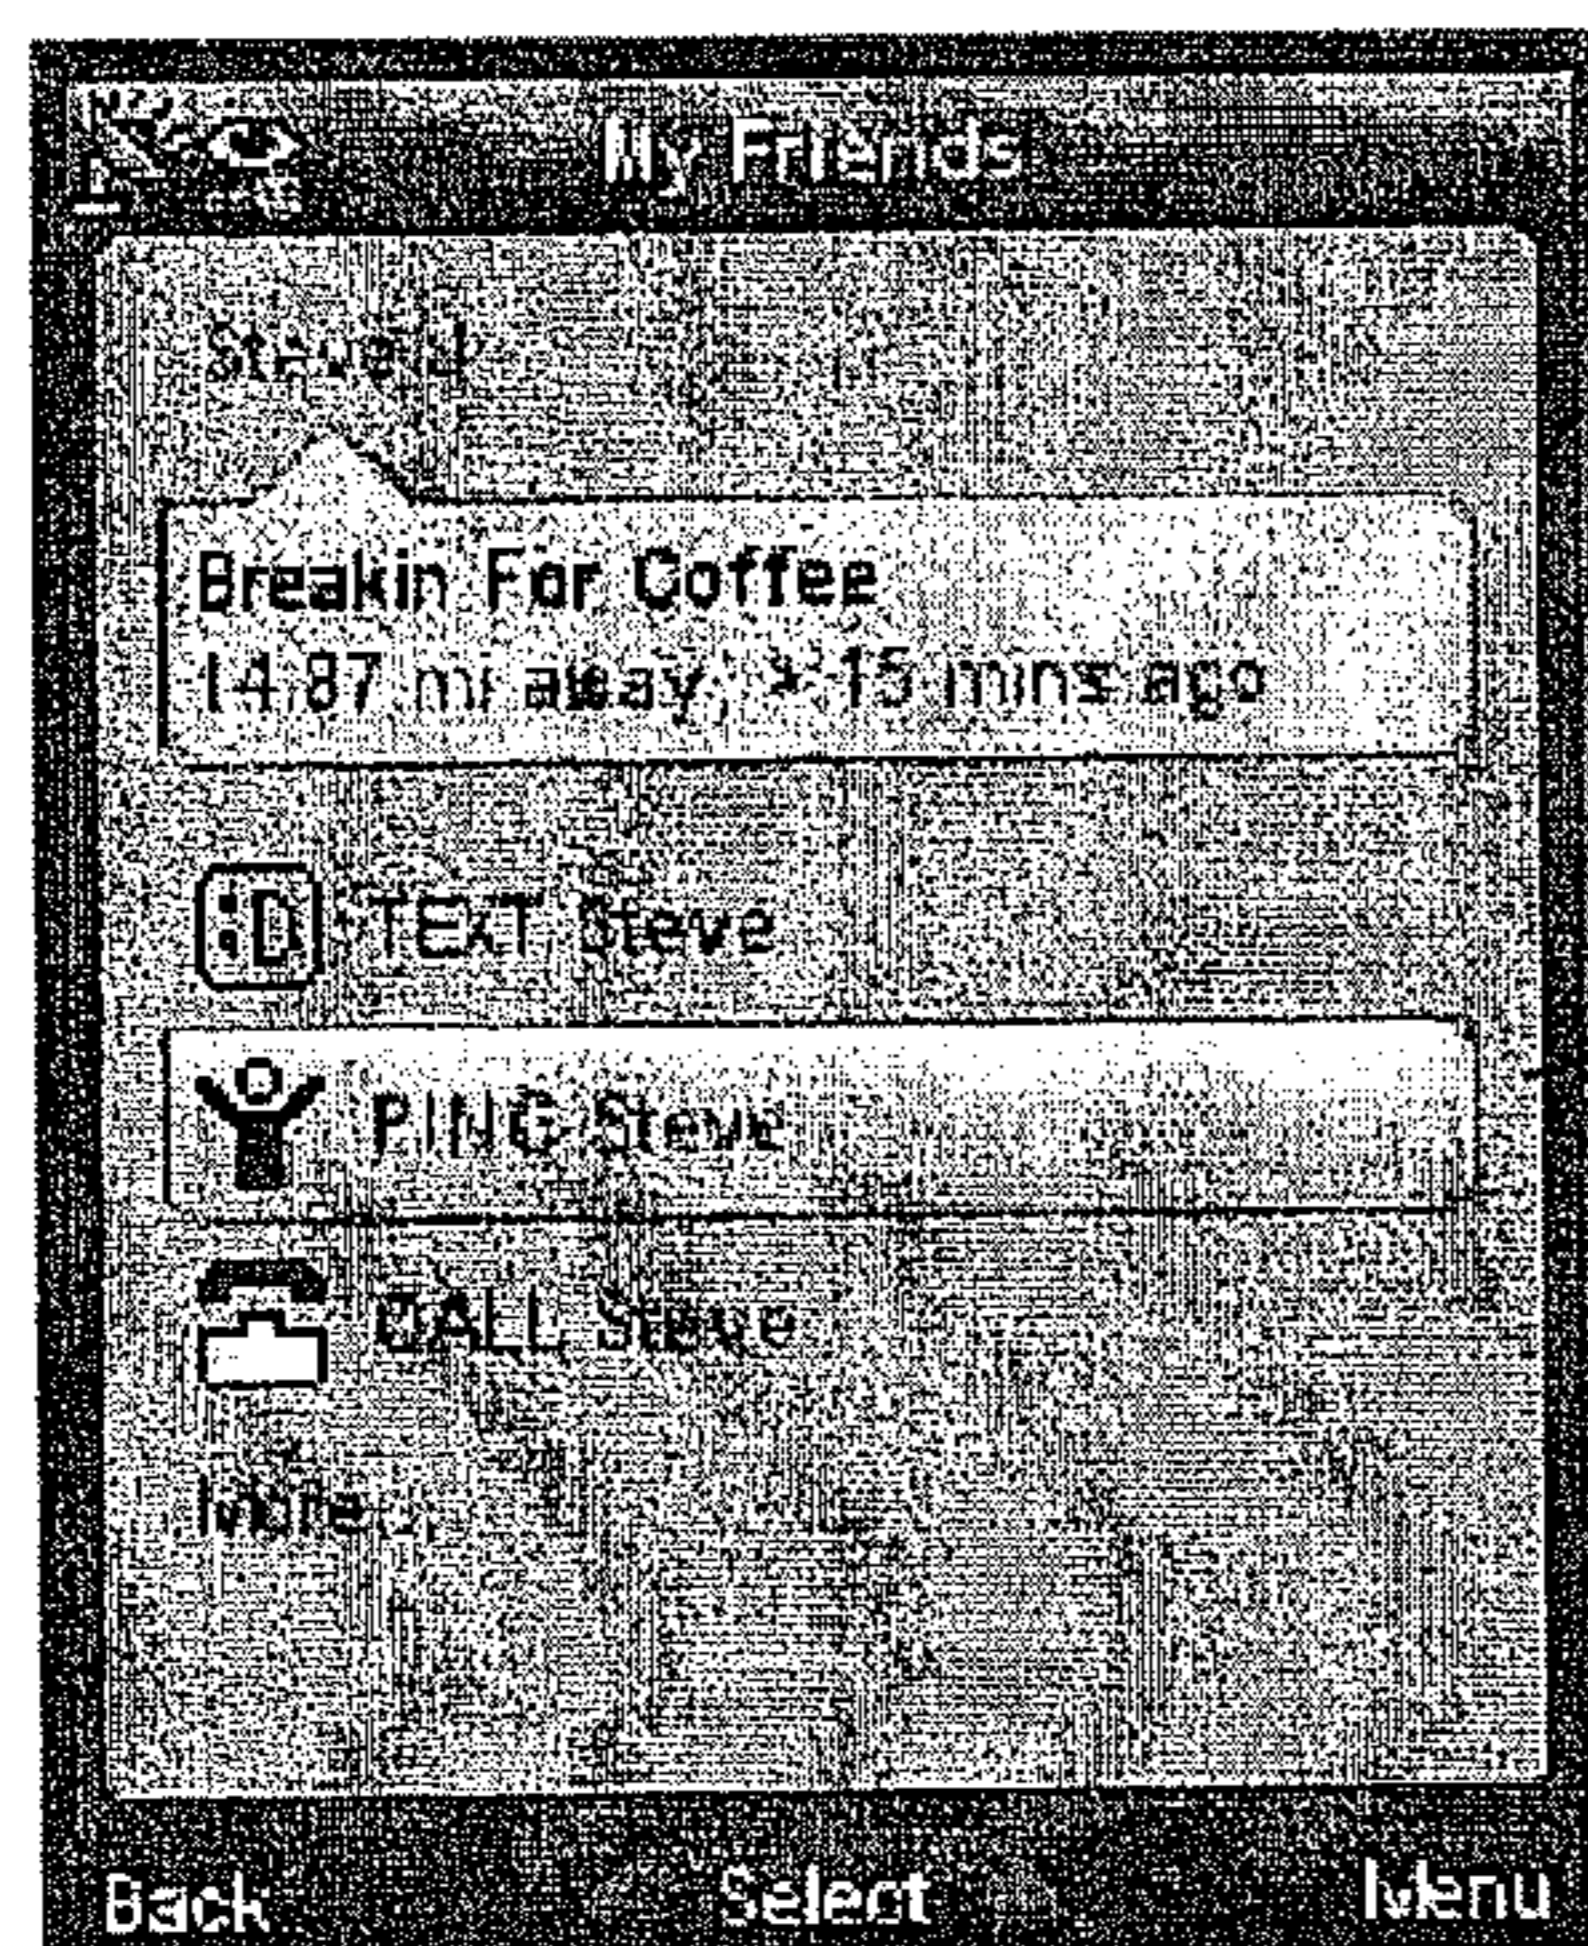 My Friends
Steve
Breakin For Coffee
14.87 mi away, > 15 mins ago
:D TEXT Steve
PING Steve
CALL Steve
More
Back Select Menu